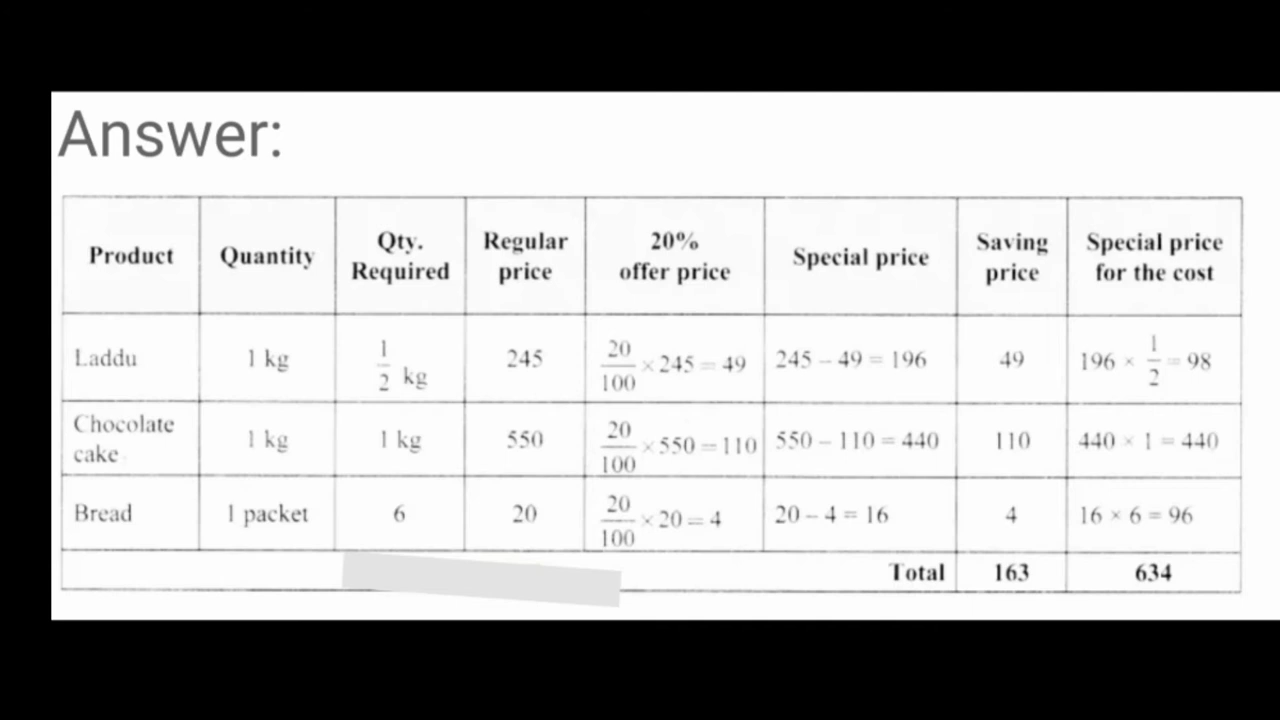 Answer:
Product Quantity Qty. Required Regular price 20% offer price Special price Saving price Special price for the cost
Laddu 1 kg 1/2 kg 245 20/100 × 245 = 49 245 – 49 = 196 49 196 × 1/2 = 98
Chocolate cake 1 kg 1 kg 550 20/100 × 550 = 110 550 – 110 = 440 110 440 × 1 = 440
Bread 1 packet 6 20 20/100 × 20 = 4 20 – 4 = 16 4 16 × 6 = 96
Total 163 634